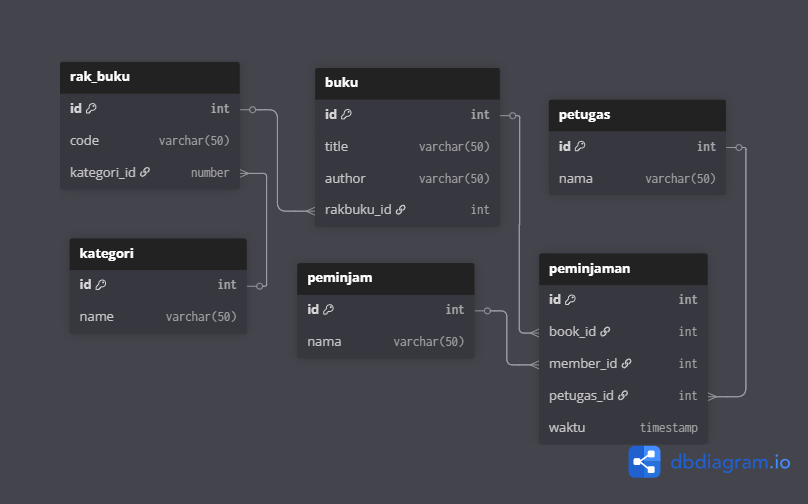 rak_buku
id int
code varchar(50)
kategori_id number
buku
id int
title varchar(50)
author varchar(50)
rakbuku_id int
petugas
id int
nama varchar(50)
kategori
id int
name varchar(50)
peminjam
id int
nama varchar(50)
peminjaman
id int
book_id int
member_id int
petugas_id int
waktu timestamp
dbdiagram.io